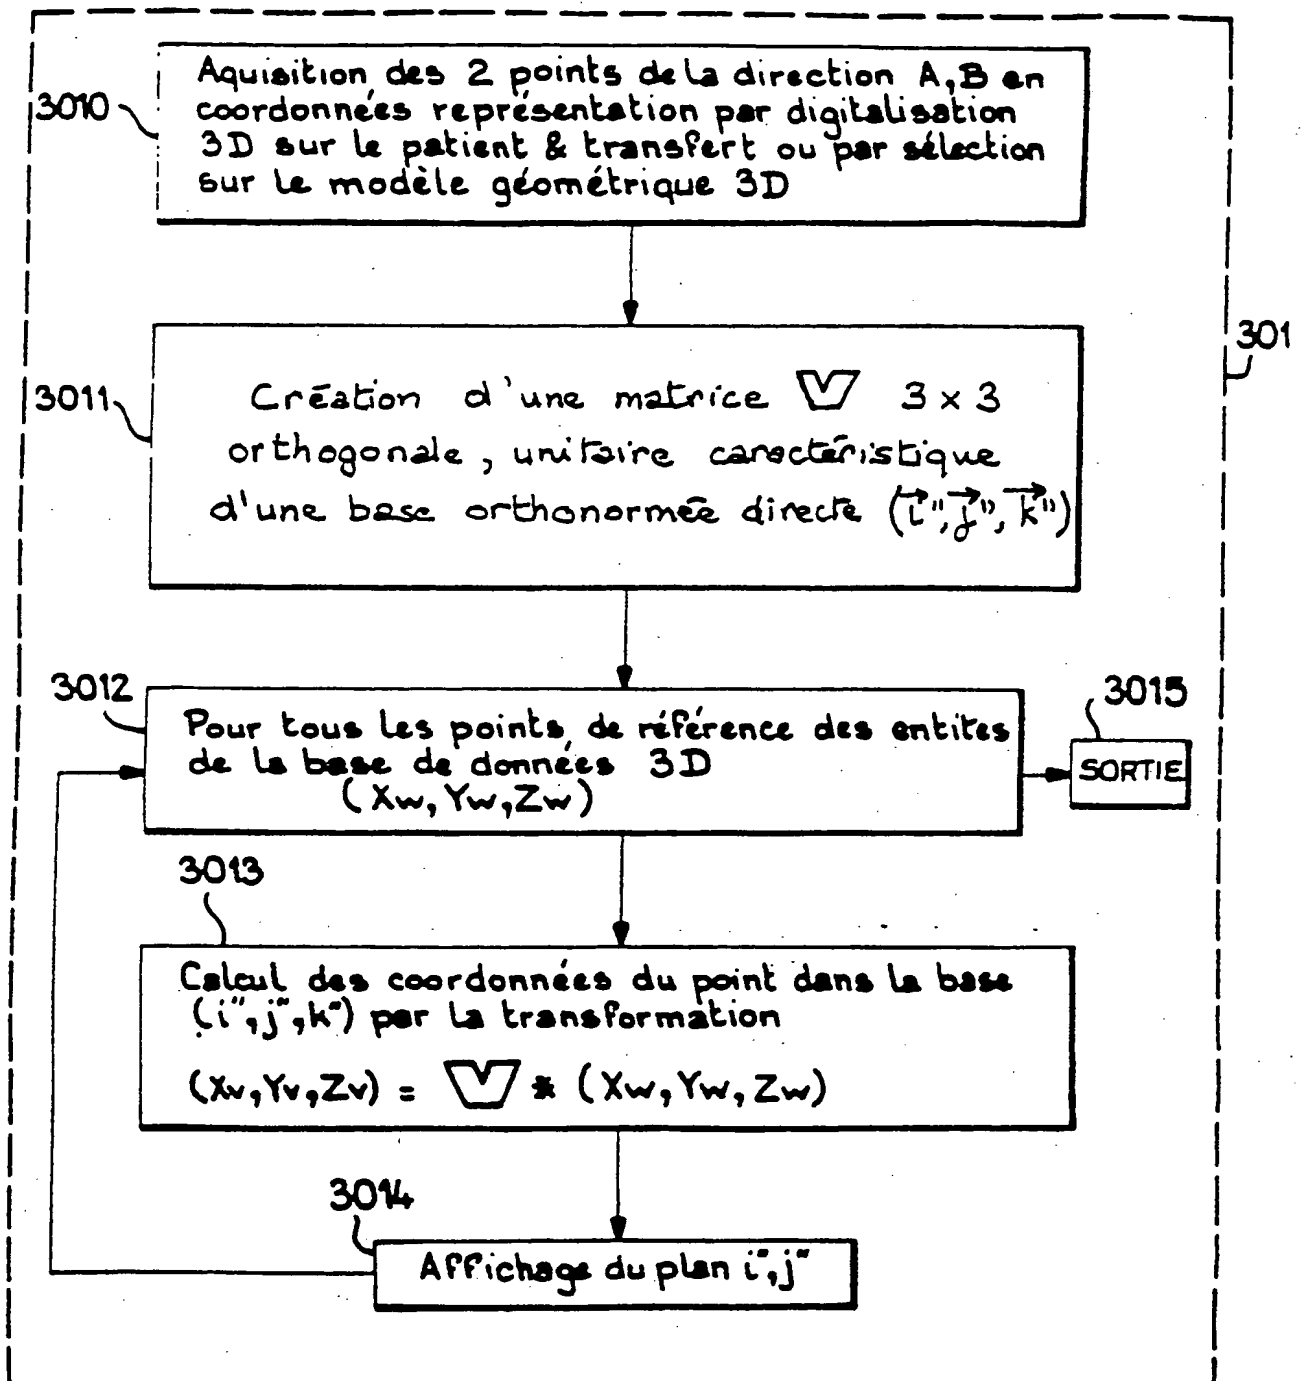 Aquisition des 2 points de la direction A,B en
3010
coordonnées représentation par digitalisation
3D sur le patient & transfert ou par sélection
sur le modèle géométrique 3D
301
3011
Création d'une matrice V 3 x 3
orthogonale, unitaire caractéristique
d'une base orthonormée directe (i", j", k")
3012
3015
Pour tous les points de référence des entites
de la base de données 3D
(Xw, Yw, Zw)
SORTIE
3013
Calcul des coordonnées du point dans la base
(i", j", k") par la transformation
(Xv, Yv, Zv) = V * (Xw, Yw, Zw)
3014
Affichage du plan i", j"